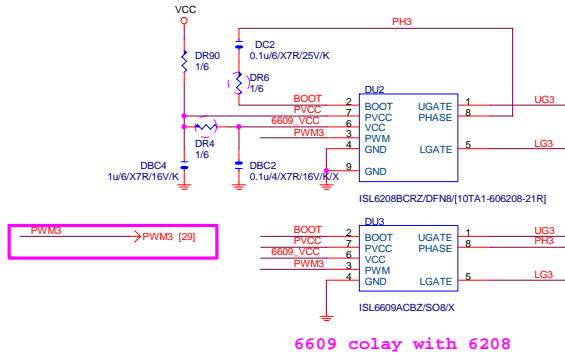 VCC
PH3
DC2
0.1u/6/X7R/25V/K
DR90
1/6
DR6
1/6
DU2
BOOT 2 BOOT UGATE 1 UG3
PVCC 7 PVCC PHASE 8
6609_VCC 6 VCC
PWM3 3 PWM
4 GND LGATE 5 LG3
9 GND
DR4
1/6
DBC4
1u/6/X7R/16V/K
DBC2
0.1u/4/X7R/16V/K/X
ISL6208BCRZ/DFN8/[10TA1-606208-21R]
PWM3 PWM3 [29]
DU3
BOOT 2 BOOT UGATE 1 UG3
PVCC 7 PVCC PHASE 8 PH3
6609_VCC 6 VCC
PWM3 3 PWM
4 GND LGATE 5 LG3
ISL6609ACBZ/SO8/X
6609 colay with 6208